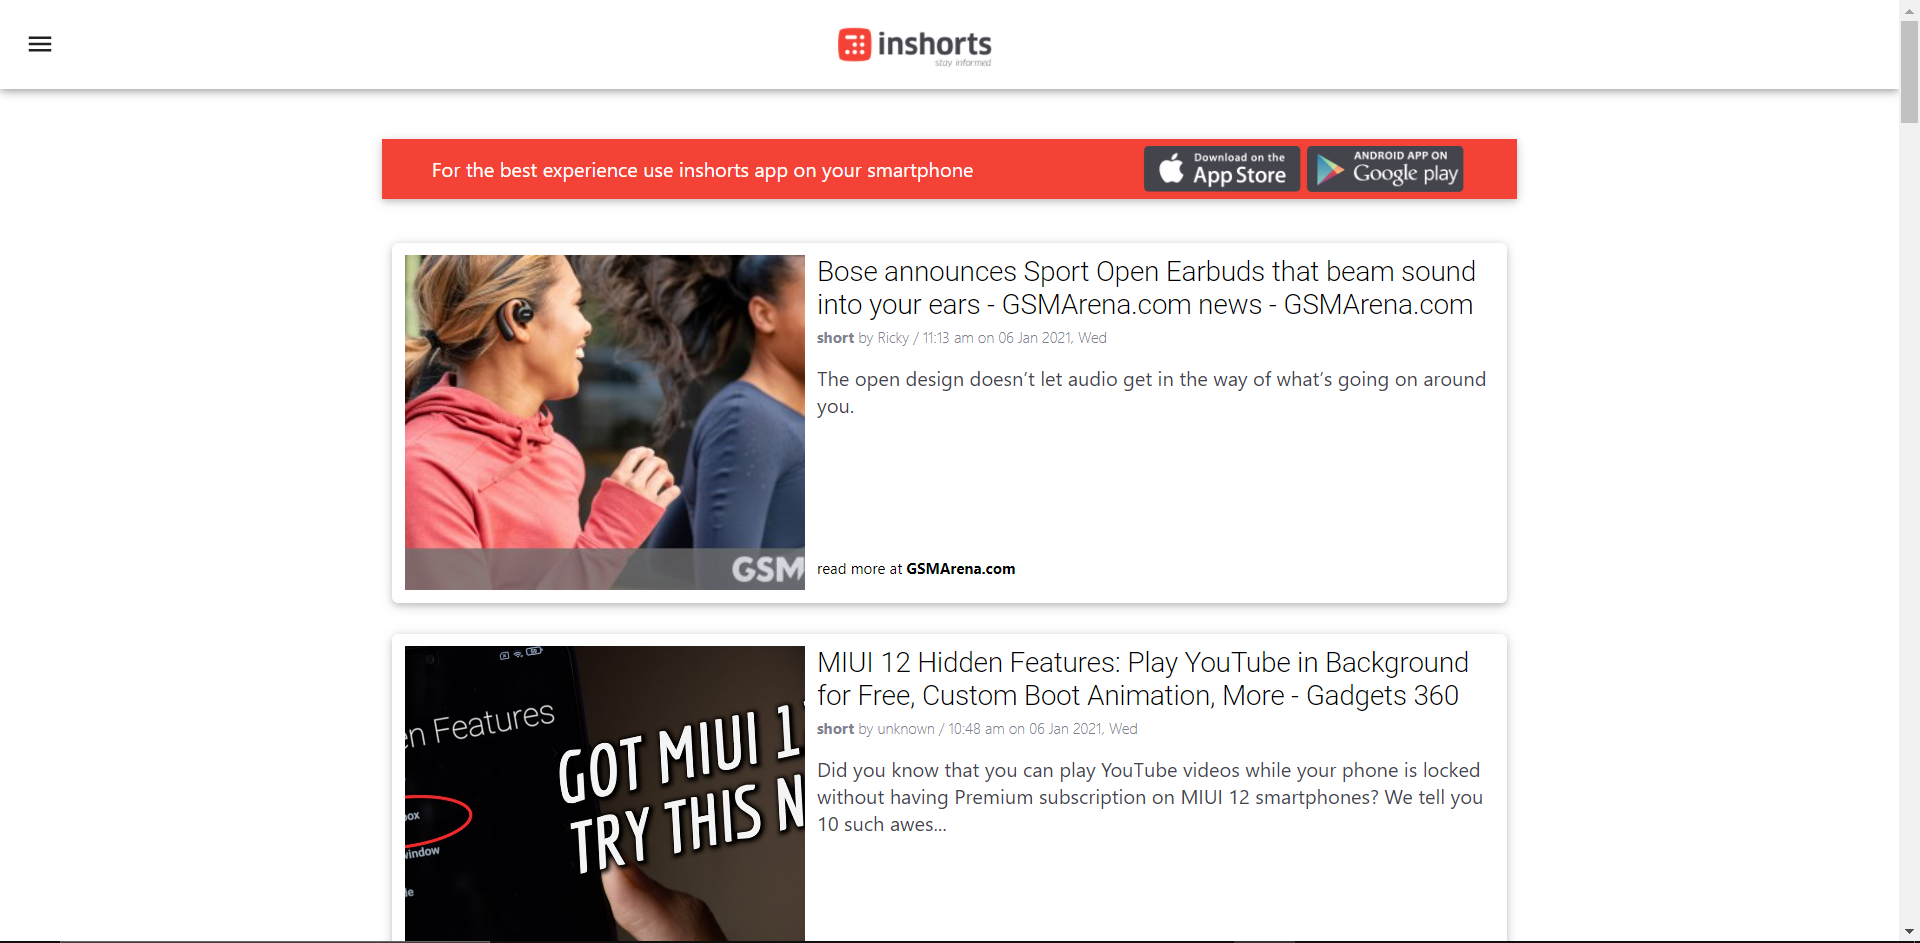 inshorts
stay informed
For the best experience use inshorts app on your smartphone
Download on the
App Store
ANDROID APP ON
Google play
Bose announces Sport Open Earbuds that beam sound
into your ears - GSMArena.com news - GSMArena.com
short by Ricky / 11:13 am on 06 Jan 2021, Wed
The open design doesn’t let audio get in the way of what’s going on around
you.
GSM
read more at GSMArena.com
MIUI 12 Hidden Features: Play YouTube in Background
for Free, Custom Boot Animation, More - Gadgets 360
short by unknown / 10:48 am on 06 Jan 2021, Wed
Did you know that you can play YouTube videos while your phone is locked
without having Premium subscription on MIUI 12 smartphones? We tell you
10 such awes...
en Features
GOT MIUI 1
TRY THIS N
box
window